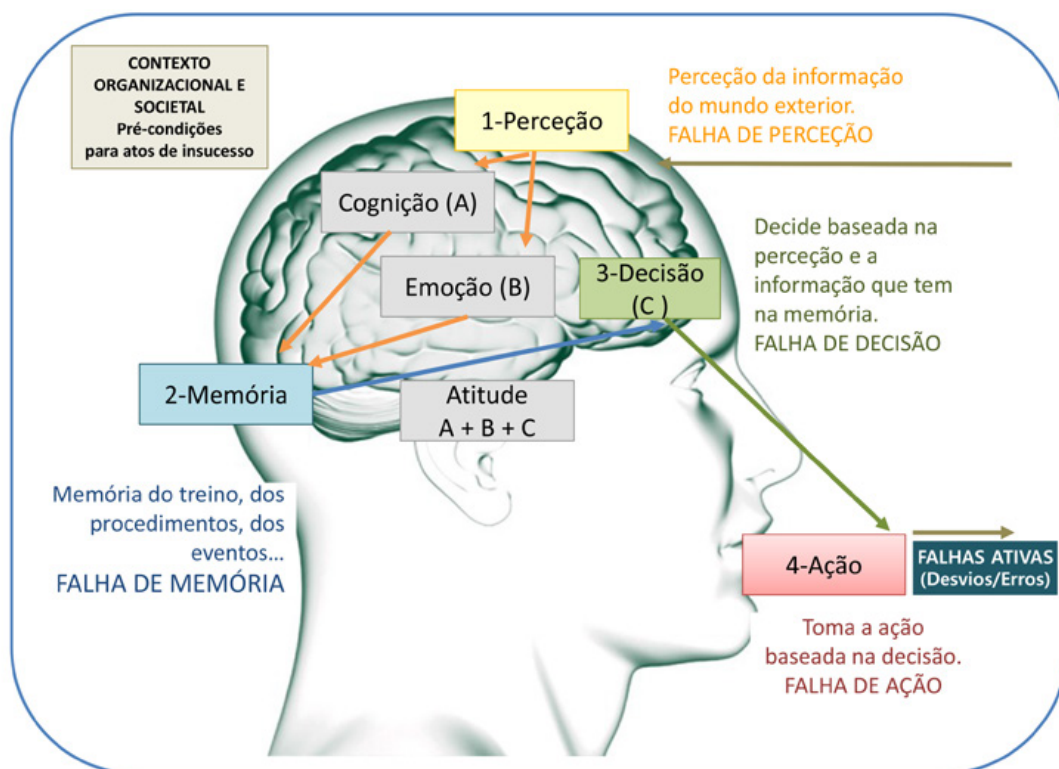 CONTEXTO
ORGANIZACIONAL E
SOCIETAL
Pré-condições
para atos de insucesso
1-Perceção
Perceção da informação
do mundo exterior.
FALHA DE PERCEÇÃO
Cognição (A)
Emoção (B)
3-Decisão
(C )
Decide baseada na
perceção e a
informação que tem
na memória.
FALHA DE DECISÃO
2-Memória
Atitude
A + B + C
Memória do treino, dos
procedimentos, dos
eventos...
FALHA DE MEMÓRIA
4-Ação
FALHAS ATIVAS
(Desvios/Erros)
Toma a ação
baseada na decisão.
FALHA DE AÇÃO